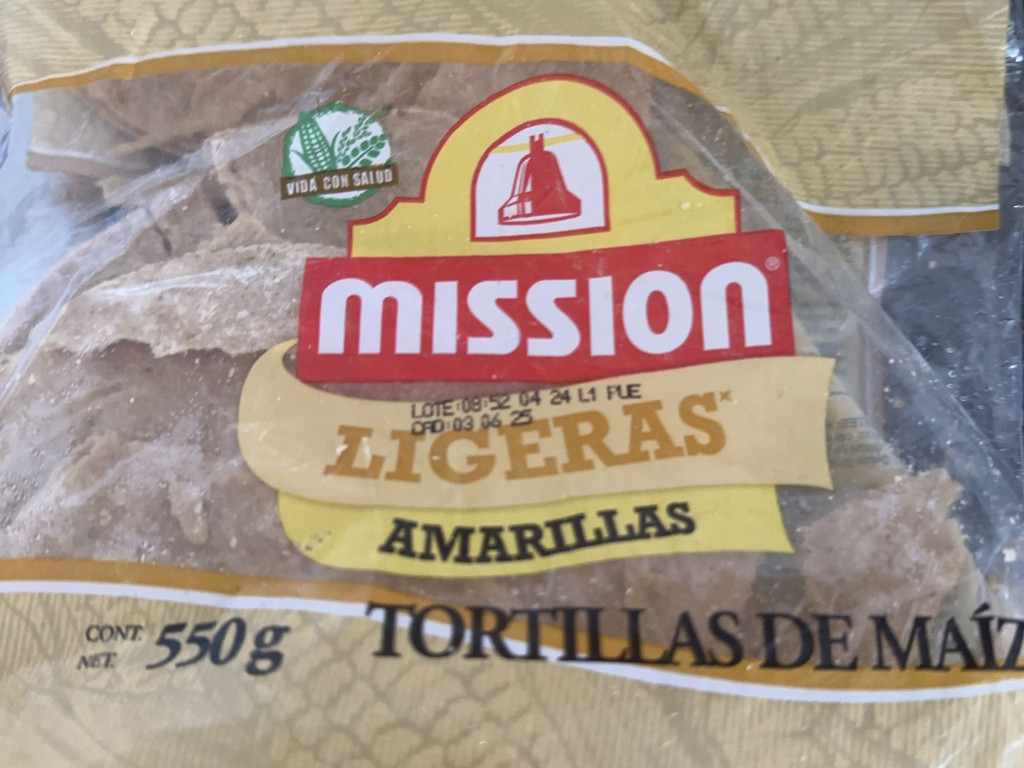 VIDA CON SALUD
MISSION®
LOTE:08:52 04 24 L1 PUE
CAD:03 06 25
LIGERAS
AMARILLAS
CONT.
NET. 550 g
TORTILLAS DE MAÍZ